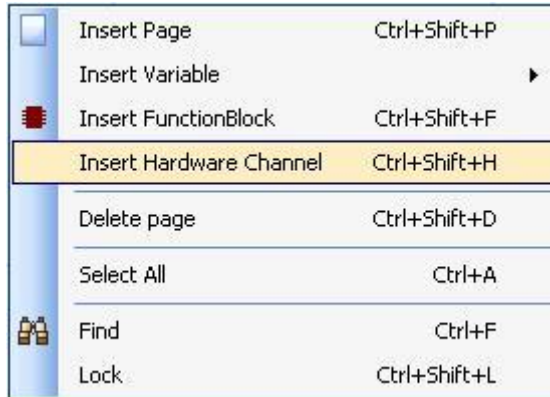 Insert Page Ctrl+Shift+P
Insert Variable
Insert FunctionBlock Ctrl+Shift+F
Insert Hardware Channel Ctrl+Shift+H
Delete page Ctrl+Shift+D
Select All Ctrl+A
Find Ctrl+F
Lock Ctrl+Shift+L